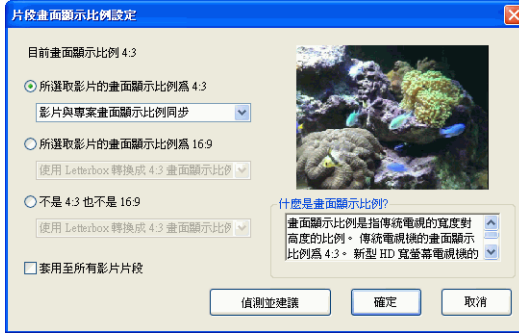 片段畫面顯示比例設定
目前畫面顯示比例 4:3
所選取影片的畫面顯示比例為 4:3
影片與專案畫面顯示比例同步
所選取影片的畫面顯示比例為 16:9
使用 Letterbox 轉換成 4:3 畫面顯示比例
不是 4:3 也不是 16:9
使用 Letterbox 轉換成 4:3 畫面顯示比例
套用至所有影片片段
什麼是畫面顯示比例?
畫面顯示比例是指傳統電視的寬度對
高度的比例。 傳統電視機的畫面顯示
比例為 4:3。 新型 HD 寬螢幕電視機的
偵測並建議
確定
取消